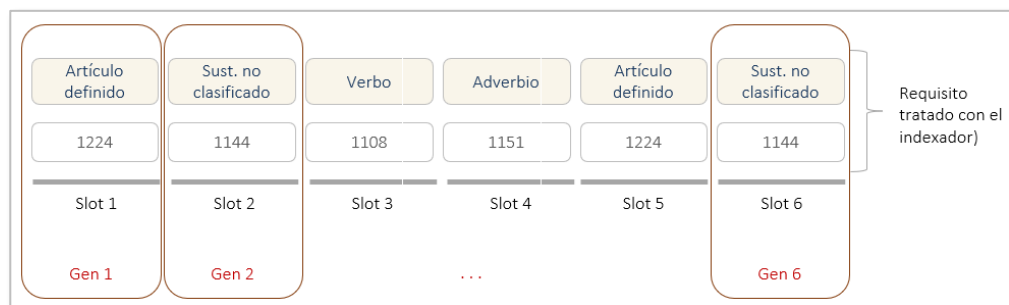 Artículo definido
Sust. no clasificado
Verbo
Adverbio
Artículo definido
Sust. no clasificado
1224
1144
1108
1151
1224
1144
Requisito
tratado con el
indexador)
Slot 1
Slot 2
Slot 3
Slot 4
Slot 5
Slot 6
Gen 1
Gen 2
. . .
Gen 6